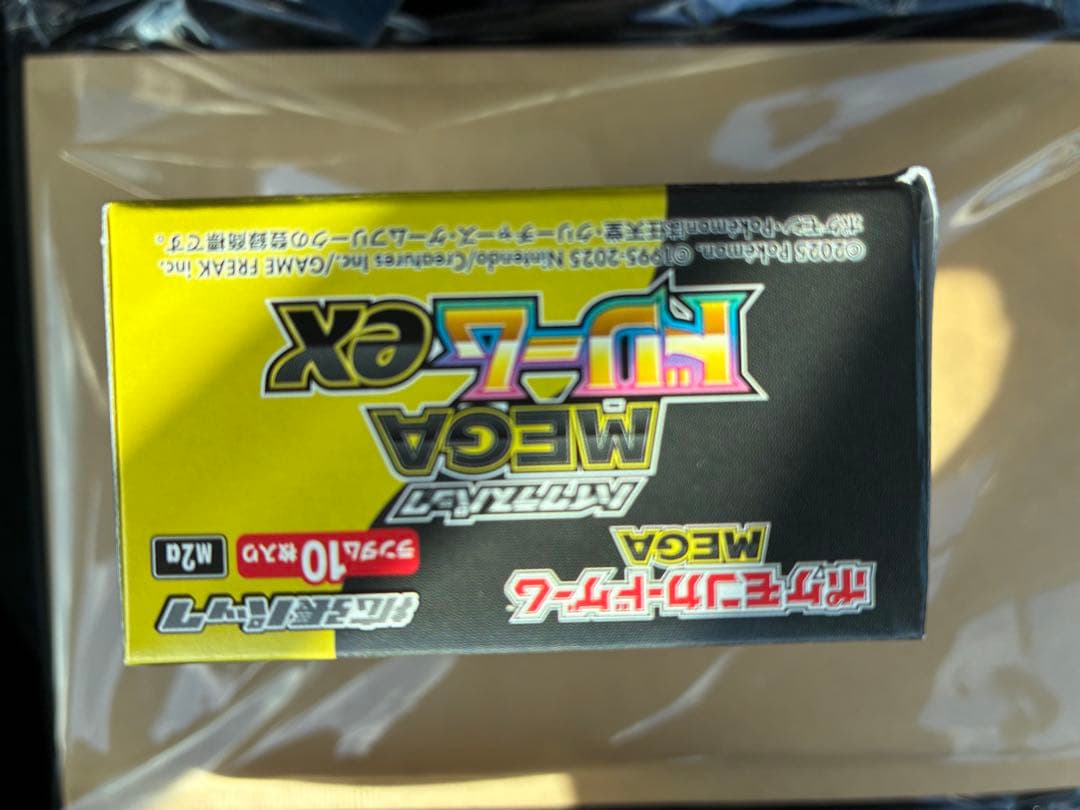 ポケモンカードゲーム
MEGA
拡張パック
ランダム10枚入り
M2a
ハイクラスパック
MEGA
ドリームex
©2025 Pokémon. ©1995-2025 Nintendo/Creatures Inc./GAME FREAK inc.
ポケモン・Pokémonは任天堂・クリーチャーズ・ゲームフリークの登録商標です。